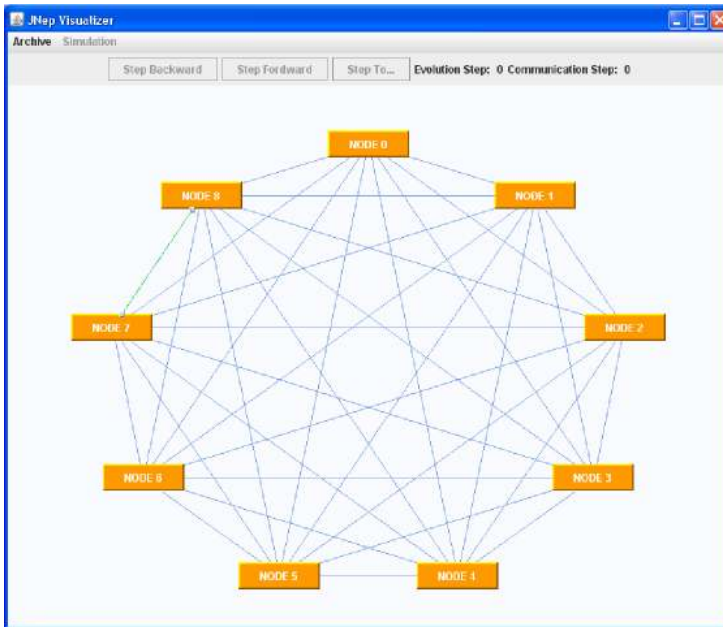 JNep Visualizer
Archive Simulation
Step Backward Step Fordward Step To... Evolution Step: 0 Communication Step: 0
NODE 0
NODE 8 NODE 1
NODE 7 NODE 2
NODE 6 NODE 3
NODE 5 NODE 4